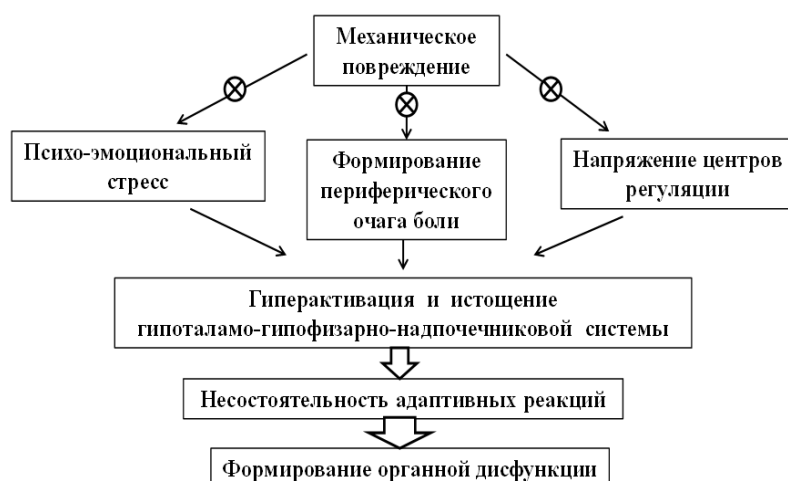 Механическое
повреждение
Психо-эмоциональный
стресс
Формирование
периферического
очага боли
Напряжение центров
регуляции
Гиперактивация и истощение
гипоталамо-гипофизарно-надпочечниковой системы
Несостоятельность адаптивных реакций
Формирование органной дисфункции